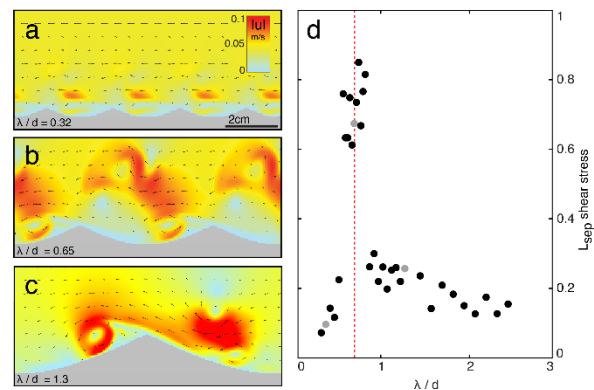 a
0.1
|u|
m/s
0.05
0
λ / d = 0.32
2cm
b
λ / d = 0.65
c
λ / d = 1.3
d
1
0.8
0.6
0.4
0.2
0
Lsep shear stress
0 1 2 3
λ / d